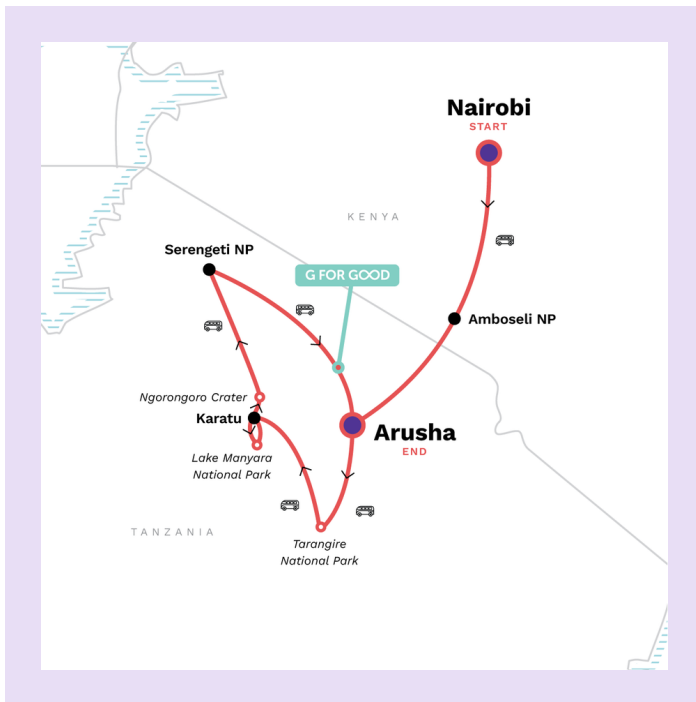 Nairobi
START
KENYA
Serengeti NP
G FOR GOOD
Amboseli NP
Ngorongoro Crater
Karatu
Arusha
END
Lake Manyara
National Park
TANZANIA
Tarangire
National Park